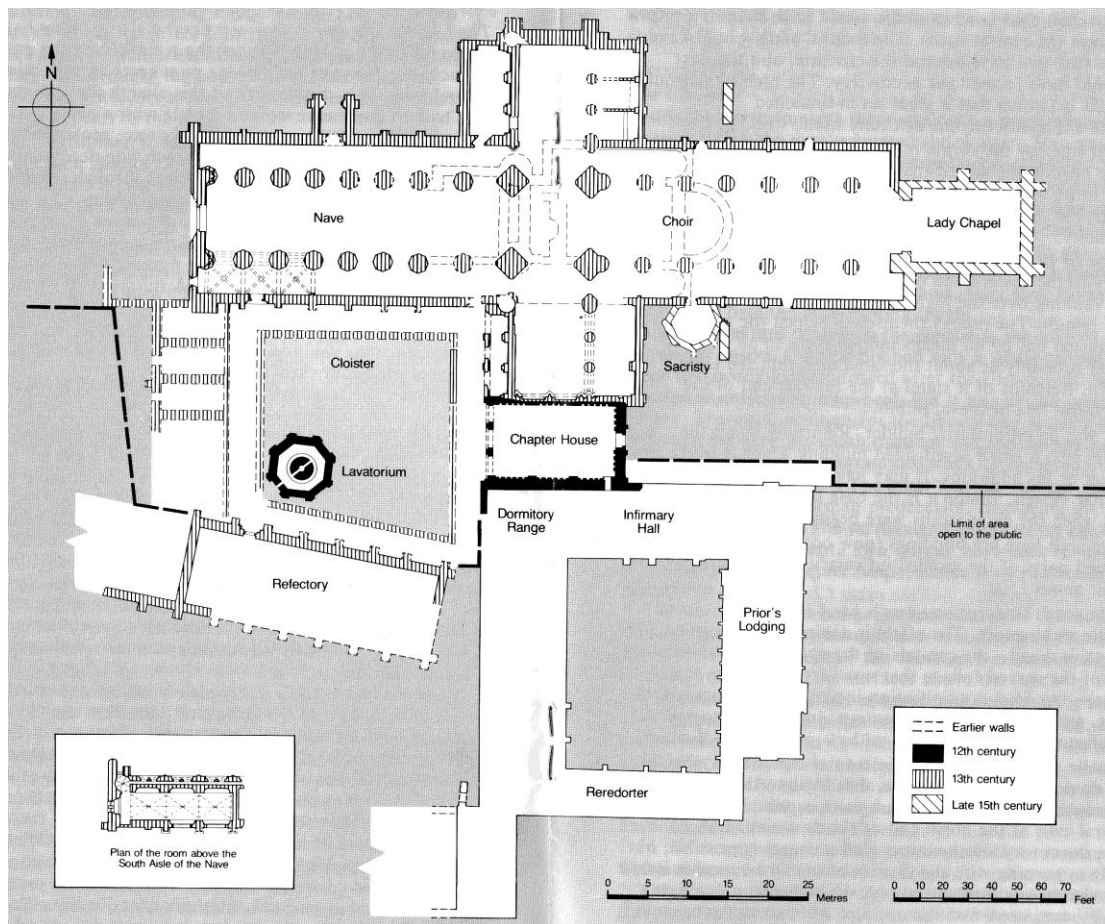 N
Nave
Choir
Lady Chapel
Cloister
Sacristy
Chapter House
Lavatorium
Dormitory
Range
Infirmary
Hall
Limit of area
open to the public
Refectory
Prior's
Lodging
Reredorter
Plan of the room above the
South Aisle of the Nave
Earlier walls
12th century
13th century
Late 15th century
0 5 10 15 20 25
Metres
0 10 20 30 40 50 60 70
Feet